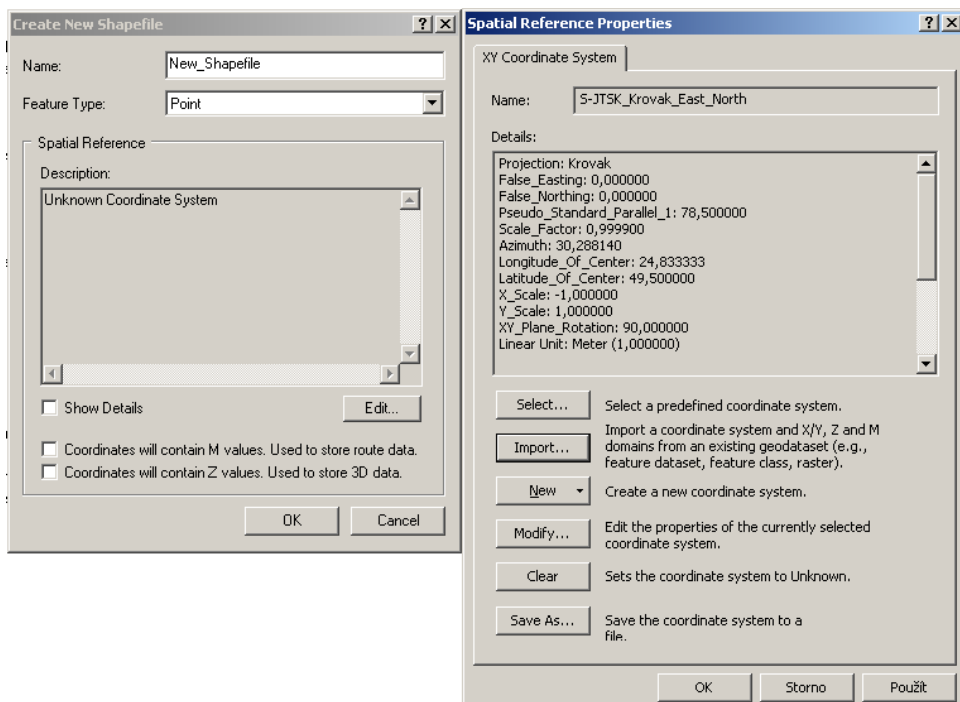 Create New Shapefile
Name:
New_Shapefile
Feature Type:
Point
Spatial Reference
Description:
Unknown Coordinate System
Show Details
Edit...
Coordinates will contain M values. Used to store route data.
Coordinates will contain Z values. Used to store 3D data.
OK
Cancel
Spatial Reference Properties
XY Coordinate System
Name:
S-JTSK_Krovak_East_North
Details:
Projection: Krovak
False_Easting: 0,000000
False_Northing: 0,000000
Pseudo_Standard_Parallel_1: 78,500000
Scale_Factor: 0,999900
Azimuth: 30,288140
Longitude_Of_Center: 24,833333
Latitude_Of_Center: 49,500000
X_Scale: -1,000000
Y_Scale: 1,000000
XY_Plane_Rotation: 90,000000
Linear Unit: Meter (1,000000)
Select...
Select a predefined coordinate system.
Import...
Import a coordinate system and X/Y, Z and M
domains from an existing geodataset (e.g.,
feature dataset, feature class, raster).
New
Create a new coordinate system.
Modify...
Edit the properties of the currently selected
coordinate system.
Clear
Sets the coordinate system to Unknown.
Save As...
Save the coordinate system to a
file.
OK
Storno
Použít